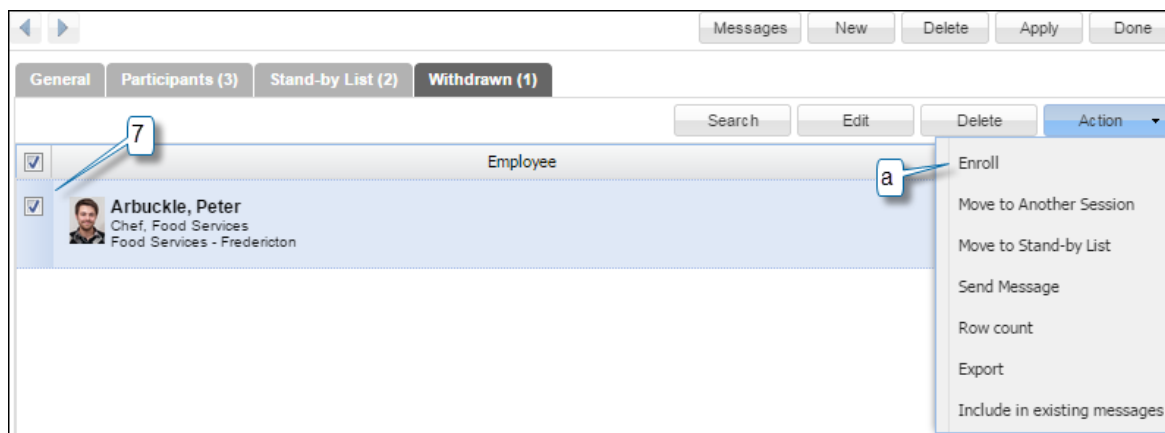 Messages New Delete Apply Done
General Participants (3) Stand-by List (2) Withdrawn (1)
Search Edit Delete Action
7
Employee
a
Enroll
Arbuckle, Peter
Chef, Food Services
Food Services - Fredericton
Move to Another Session
Move to Stand-by List
Send Message
Row count
Export
Include in existing messages